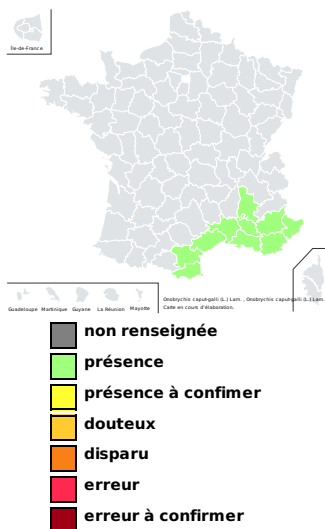 Île-de-France
Guadeloupe Martinique Guyane La Réunion Mayotte
Onobrychis caput-galli (L.) Lam. , Onobrychis caput-galli (L.) Lam.
Carte en cours d'élaboration.
non renseignée
présence
présence à confimer
douteux
disparu
erreur
erreur à confirmer